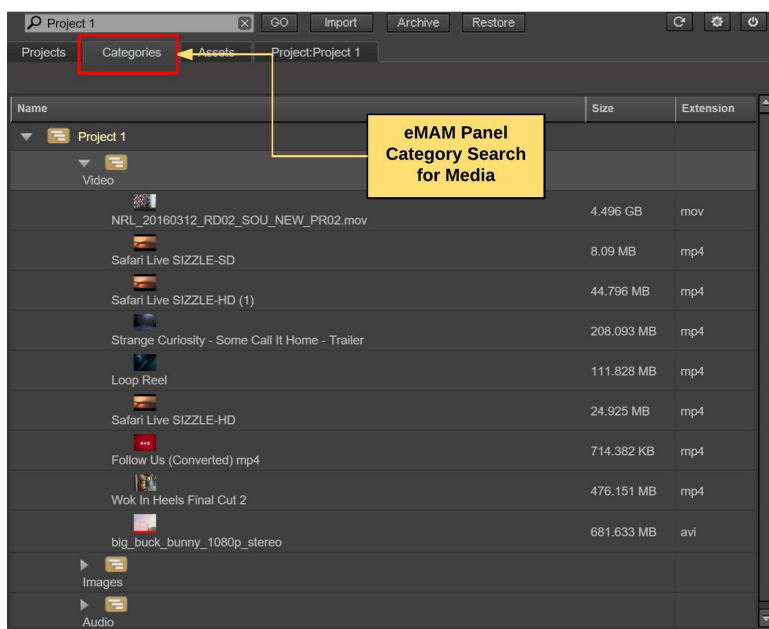 Project 1 GO Import Archive Restore
Projects Categories Assets Project:Project 1
Name Size Extension
Project 1
eMAM Panel
Category Search
for Media
Video
NRL_20160312_RD02_SOU_NEW_PR02.mov 4.496 GB mov
Safari Live SIZZLE-SD 8.09 MB mp4
Safari Live SIZZLE-HD (1) 44.796 MB mp4
Strange Curiosity - Some Call It Home - Trailer 208.093 MB mp4
Loop Reel 111.828 MB mp4
Safari Live SIZZLE-HD 24.925 MB mp4
Follow Us (Converted) mp4 714.382 KB mp4
Wok In Heels Final Cut 2 476.151 MB mp4
big_buck_bunny_1080p_stereo 681.633 MB avi
Images
Audio